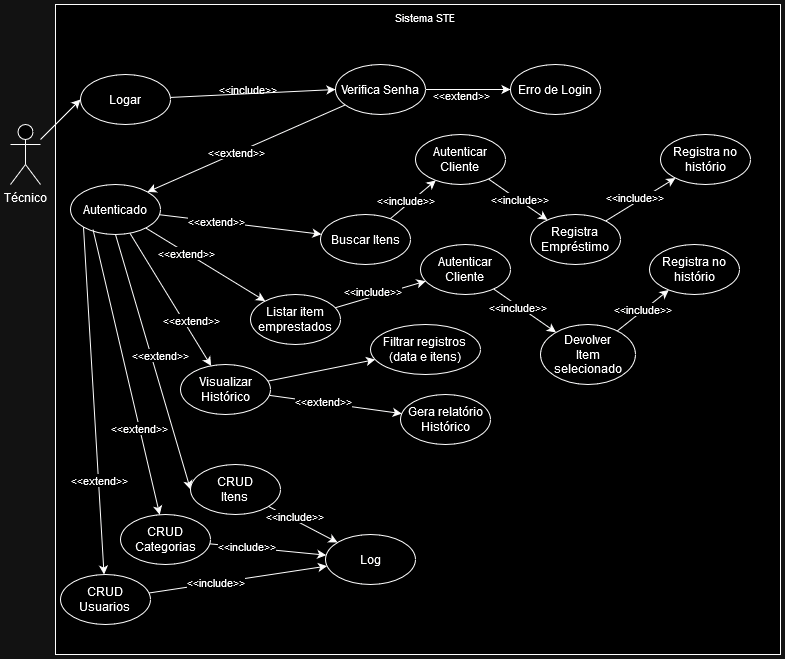 Sistema STE
Logar
<<include>>
Verifica Senha
<<extend>>
Erro de Login
Técnico
<<extend>>
Autenticar
Cliente
Registra no
histório
<<include>>
<<include>>
<<include>>
Autenticado
<<extend>>
Buscar Itens
Registra
Empréstimo
<<extend>>
Autenticar
Cliente
Registra no
histório
<<include>>
<<include>>
<<include>>
Listar item
emprestados
<<extend>>
Devolver
Item
selecionado
Filtrar registros
(data e itens)
<<extend>>
Visualizar
Histórico
<<extend>>
Gera relatório
Histórico
<<extend>>
<<extend>>
CRUD
Itens
<<include>>
CRUD
Categorias
<<include>>
Log
<<include>>
CRUD
Usuarios